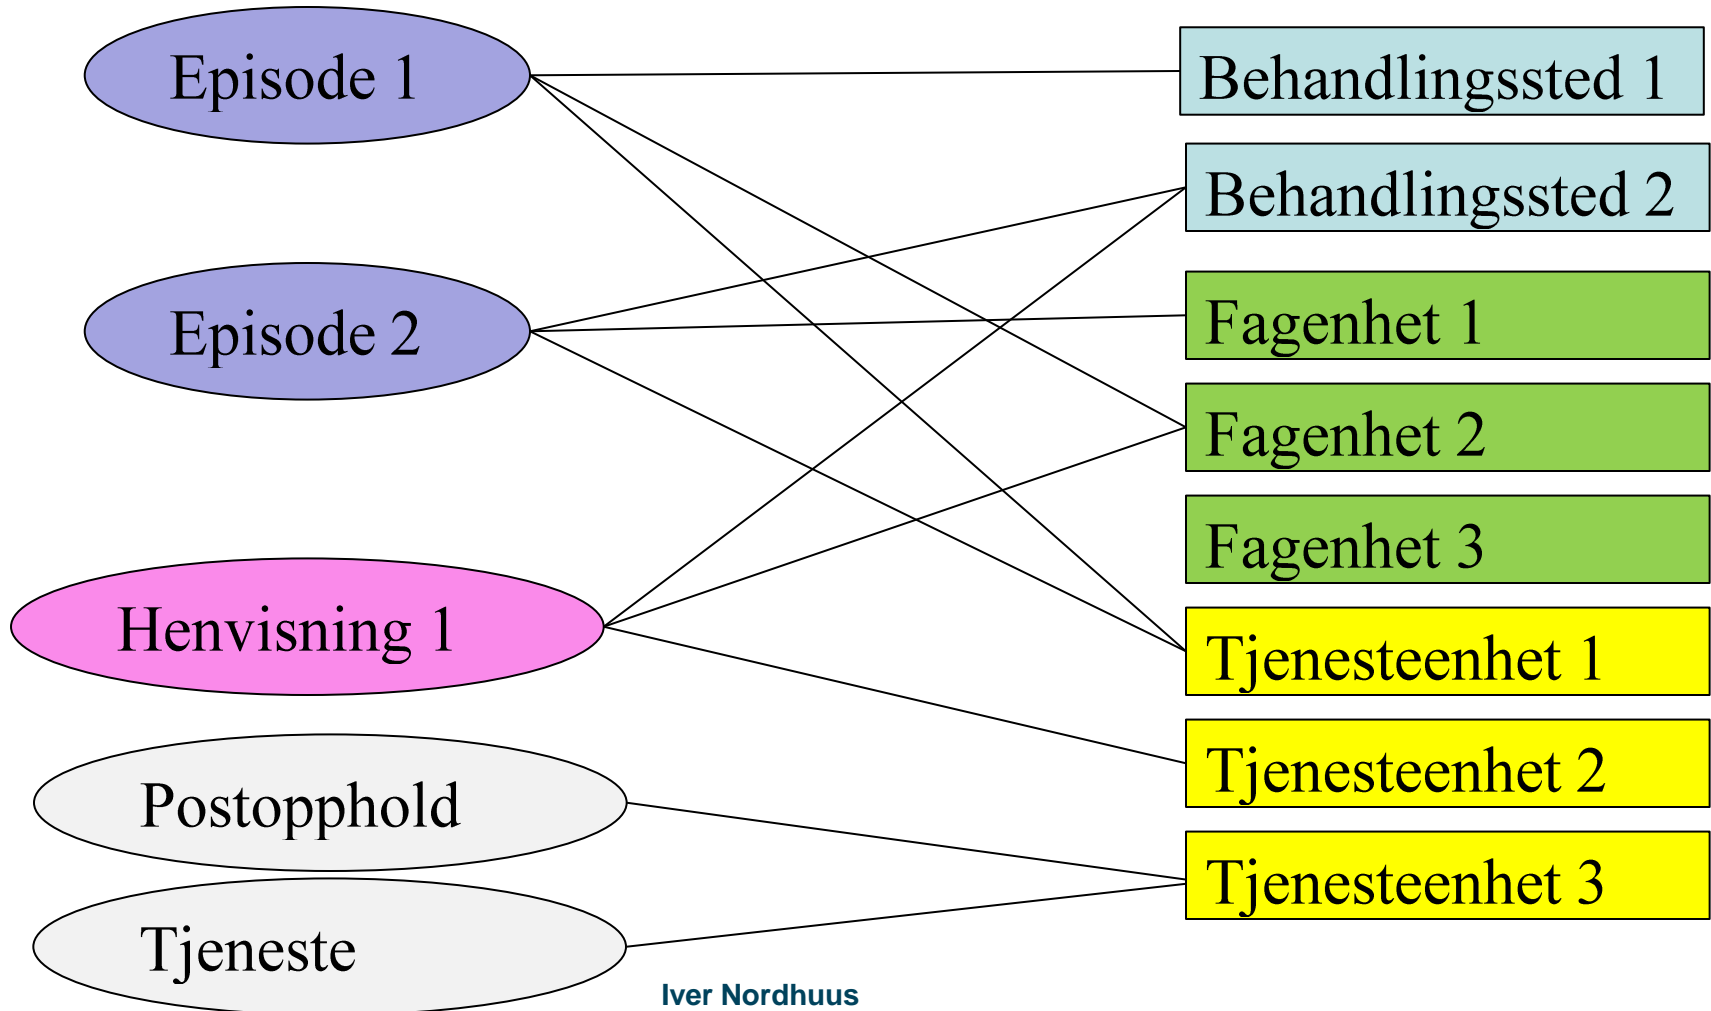 Episode 1
Episode 2
Henvisning 1
Postopphold
Tjeneste
Behandlingssted 1
Behandlingssted 2
Fagenhet 1
Fagenhet 2
Fagenhet 3
Tjenesteenhet 1
Tjenesteenhet 2
Tjenesteenhet 3
Iver Nordhuus